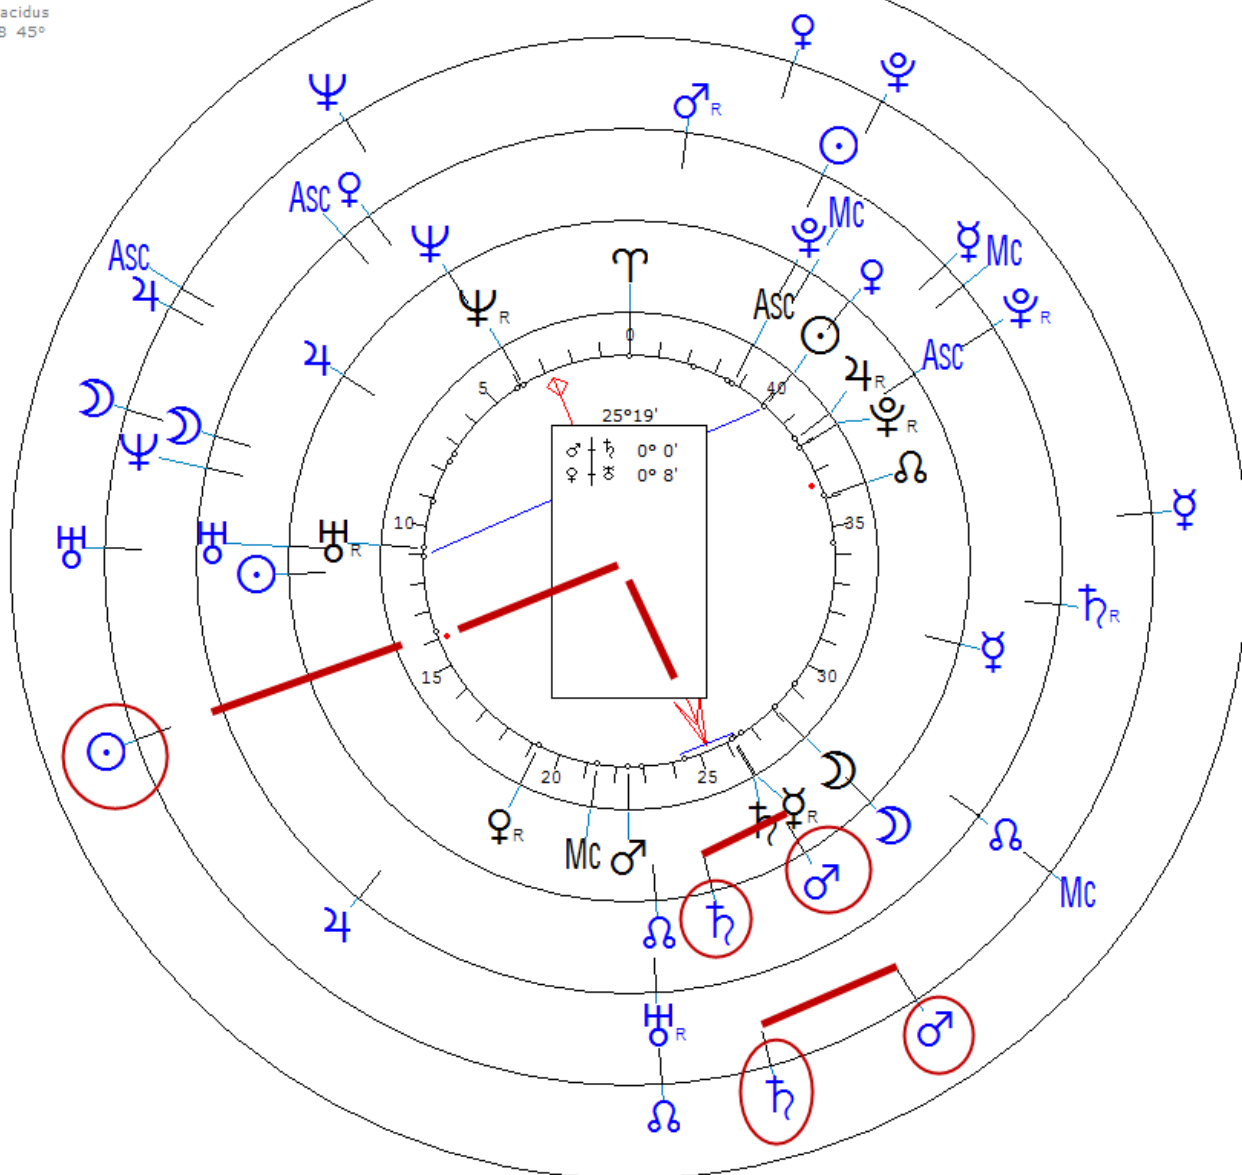 acidus
8 45°
♆
♀
♇
♂R
☉
Asc ♀
Mc
♇
♆
☿
Mc
Asc
♃
♈
♀
♆R
Asc
☉
♇R
0
Asc
♃
5
40
♃R
♇R
☽
☽
25°19'
♆
♂ ♄ 0° 0'
♀ ⛢ 0° 8'
☊
♅
♅
♅R
10
35
☿
☉
♄R
☿
15
30
☉
20
25
☽
♀R
Mc
♂
♄
☿R
☽
☊
♂
Mc
♃
☊
♄
♅R
♂
♄
☊